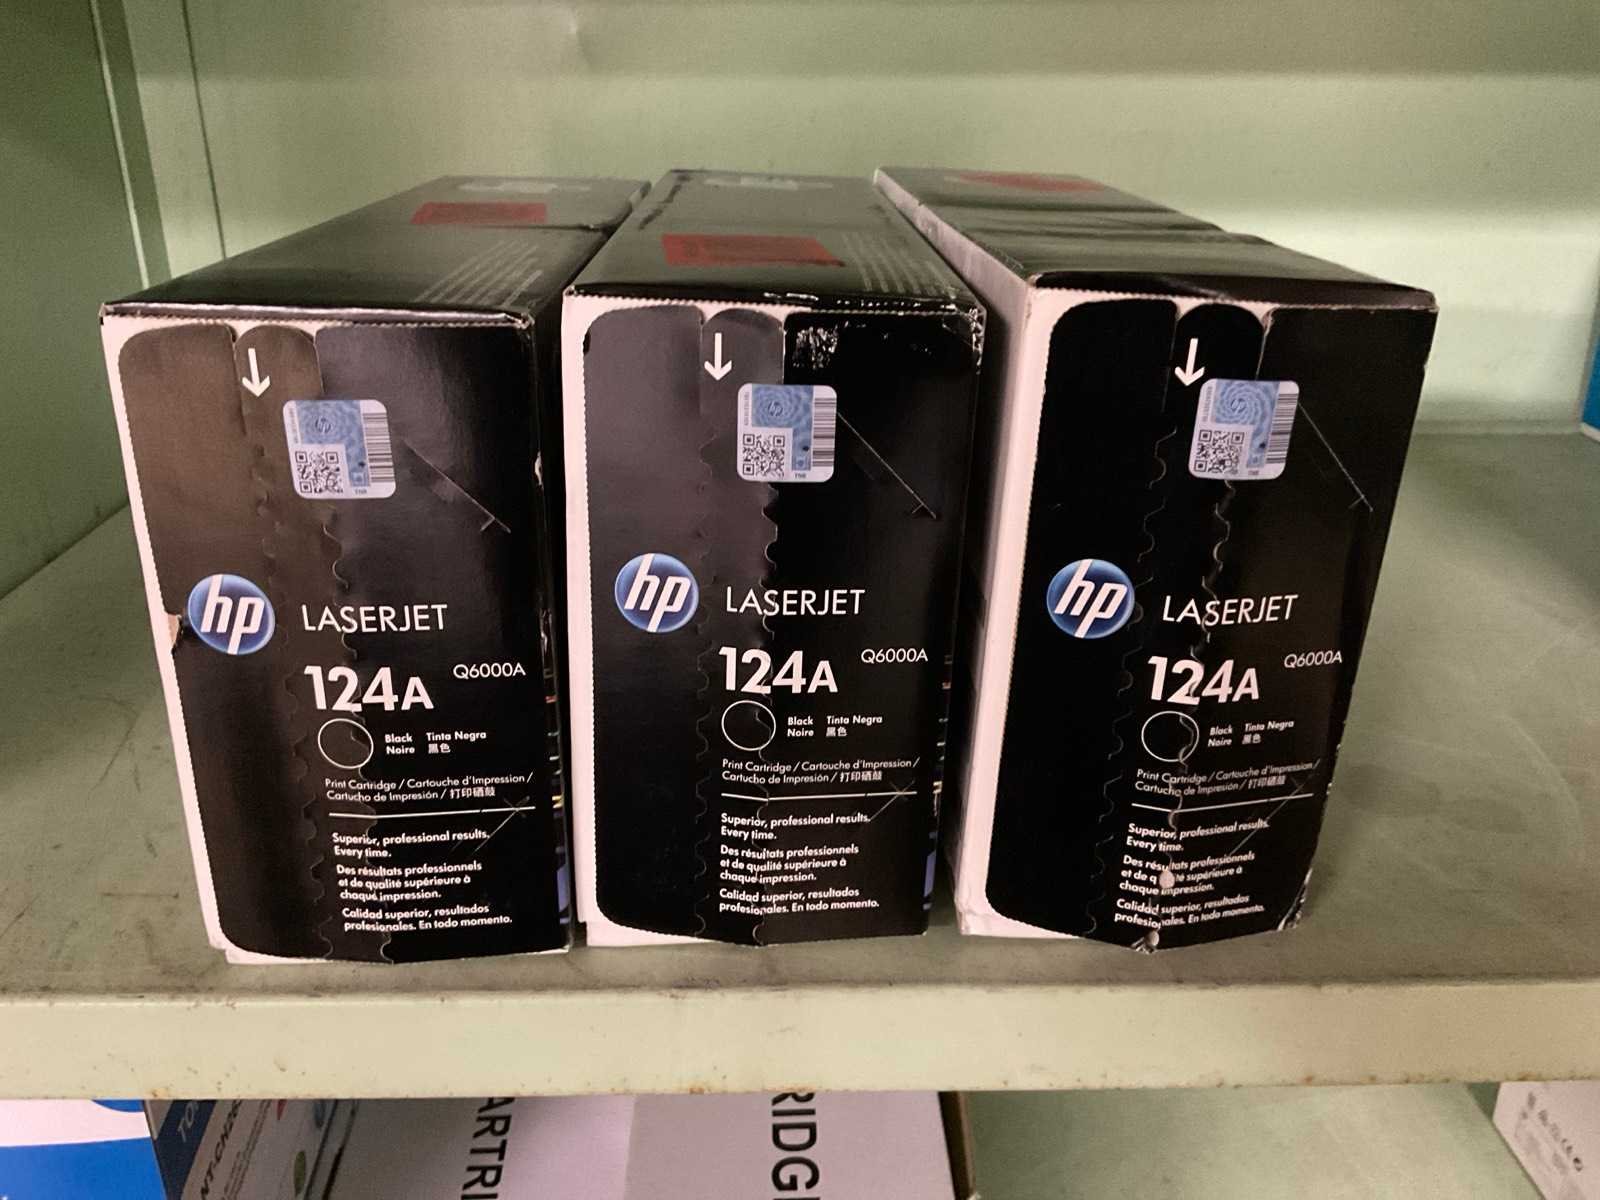 hp
LASERJET
124A Q6000A
Black Tinta Negra
Noire 黑色
Print Cartridge / Cartouche d'Impression /
Cartucho de Impresión / 打印硒鼓
Superior, professional results.
Every time.
Des résultats professionnels
et de qualité supérieure à
chaque impression.
Calidad superior, resultados
profesionales. En todo momento.
hp
LASERJET
124A Q6000A
Black Tinta Negra
Noire 黑色
Print Cartridge / Cartouche d'Impression /
Cartucho de Impresión / 打印硒鼓
Superior, professional results.
Every time.
Des résultats professionnels
et de qualité supérieure à
chaque impression.
Calidad superior, resultados
profesionales. En todo momento.
hp
LASERJET
124A Q6000A
Black Tinta Negra
Noire 黑色
Print Cartridge / Cartouche d'Impression /
Cartucho de Impresión / 打印硒鼓
Superior, professional results.
Every time.
Des résultats professionnels
et de qualité supérieure à
chaque impression.
Calidad superior, resultados
profesionales. En todo momento.
ARTRI
RIDG